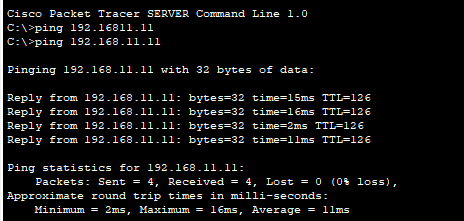 Cisco Packet Tracer SERVER Command Line 1.0
C:\>ping 192.16811.11
C:\>ping 192.168.11.11
Pinging 192.168.11.11 with 32 bytes of data:
Reply from 192.168.11.11: bytes=32 time=15ms TTL=126
Reply from 192.168.11.11: bytes=32 time=16ms TTL=126
Reply from 192.168.11.11: bytes=32 time=2ms TTL=126
Reply from 192.168.11.11: bytes=32 time=11ms TTL=126
Ping statistics for 192.168.11.11:
Packets: Sent = 4, Received = 4, Lost = 0 (0% loss),
Approximate round trip times in milli-seconds:
Minimum = 2ms, Maximum = 16ms, Average = 11ms